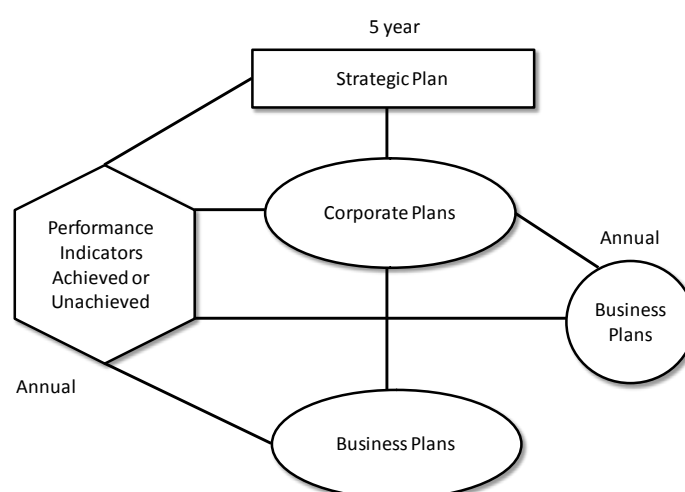 5 year
Strategic Plan
Corporate Plans
Performance
Indicators
Achieved or
Unachieved
Annual
Business
Plans
Annual
Business Plans